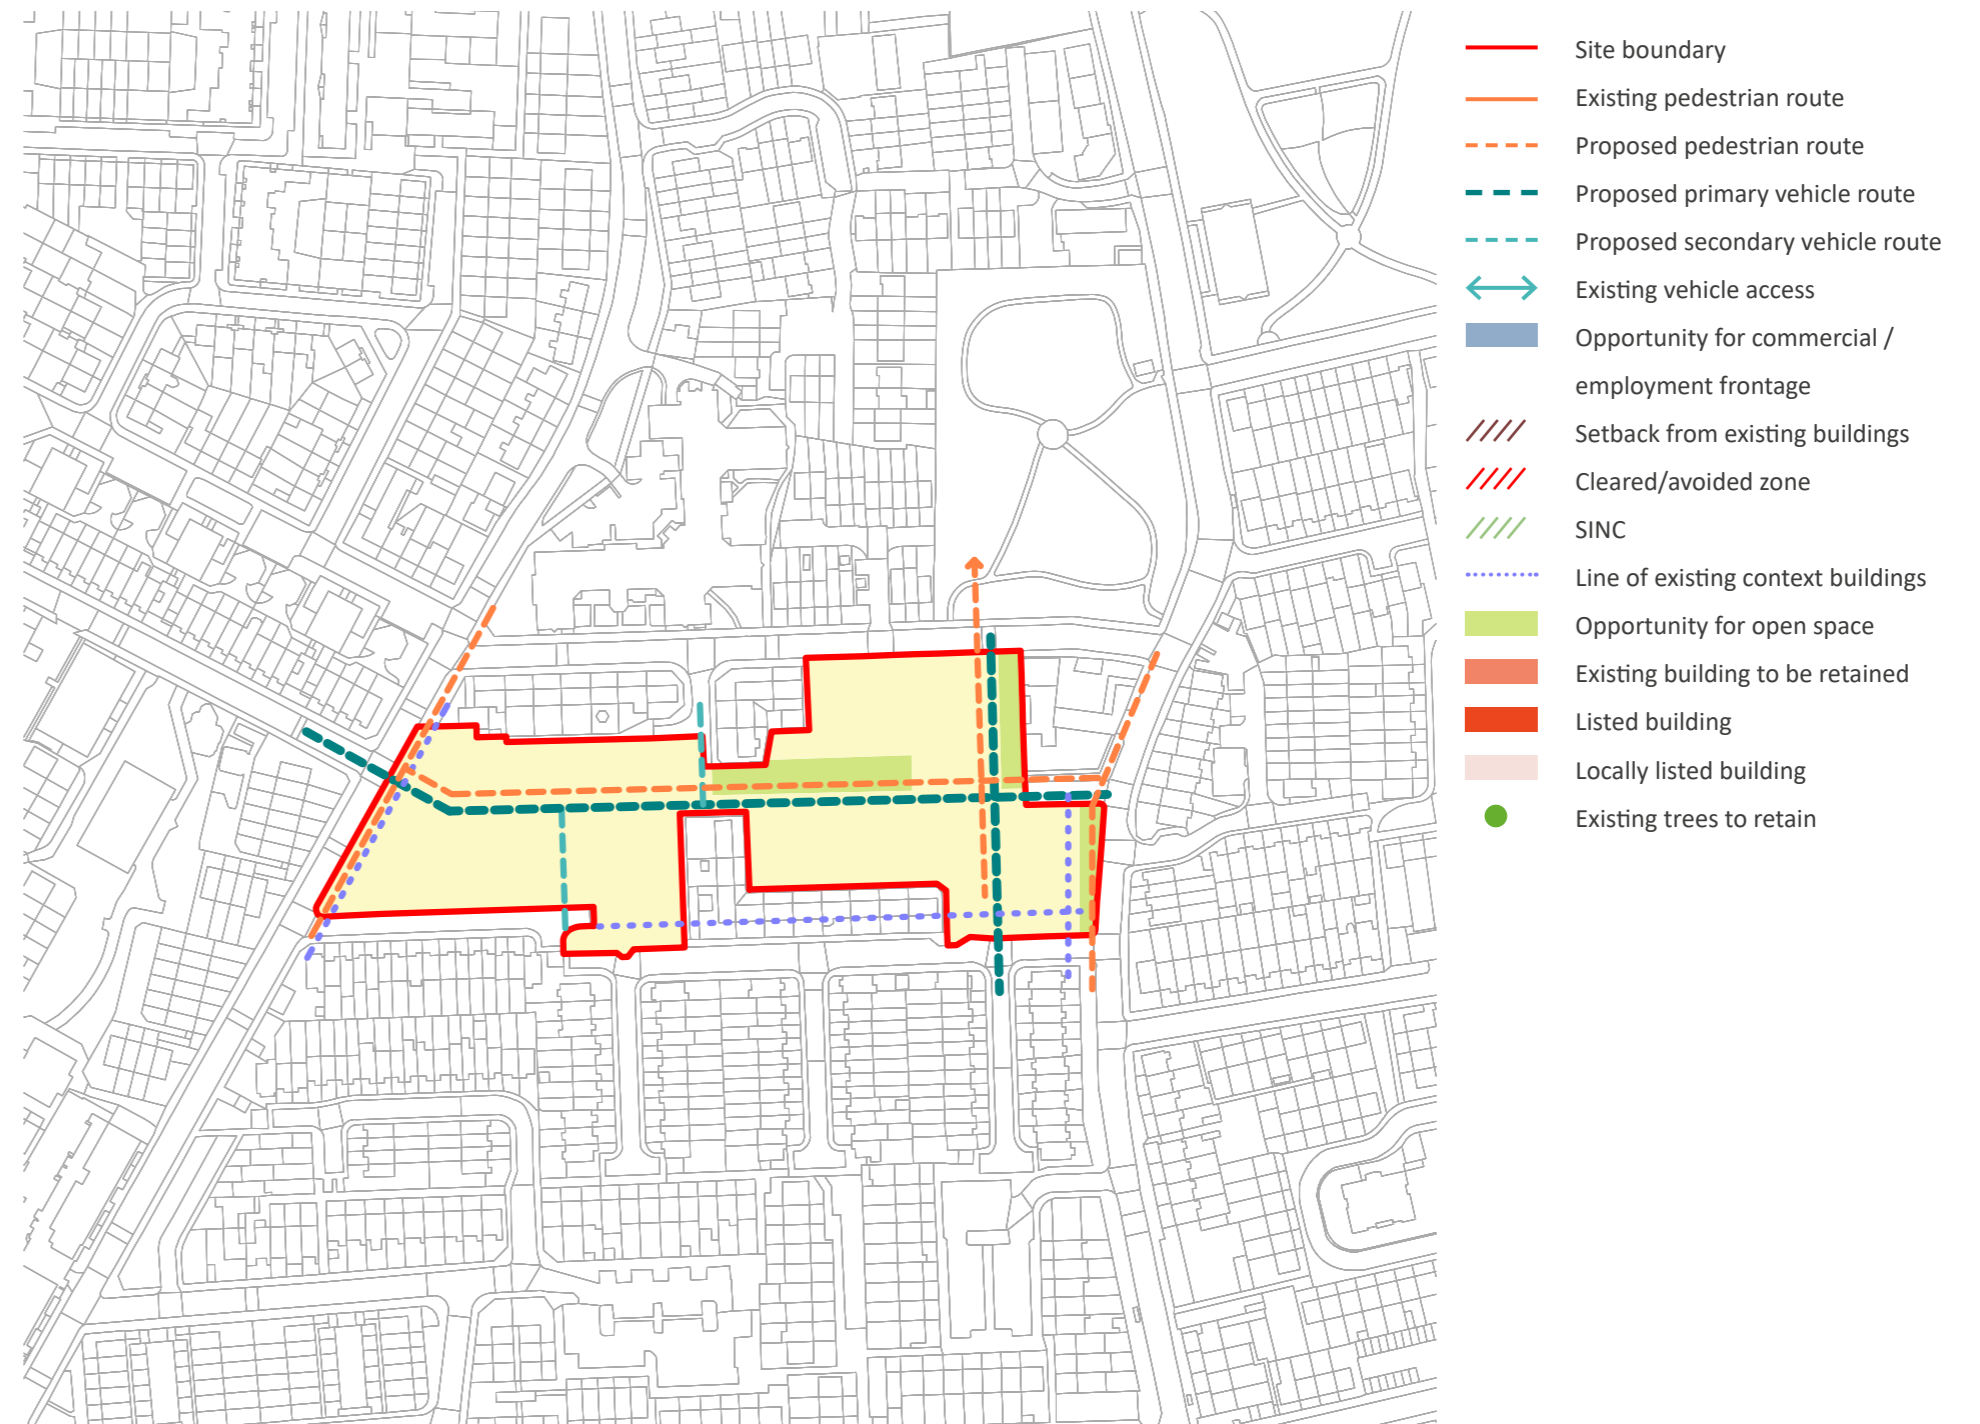 Site boundary
Existing pedestrian route
Proposed pedestrian route
Proposed primary vehicle route
Proposed secondary vehicle route
Existing vehicle access
Opportunity for commercial /
employment frontage
Setback from existing buildings
Cleared/avoided zone
SINC
Line of existing context buildings
Opportunity for open space
Existing building to be retained
Listed building
Locally listed building
Existing trees to retain